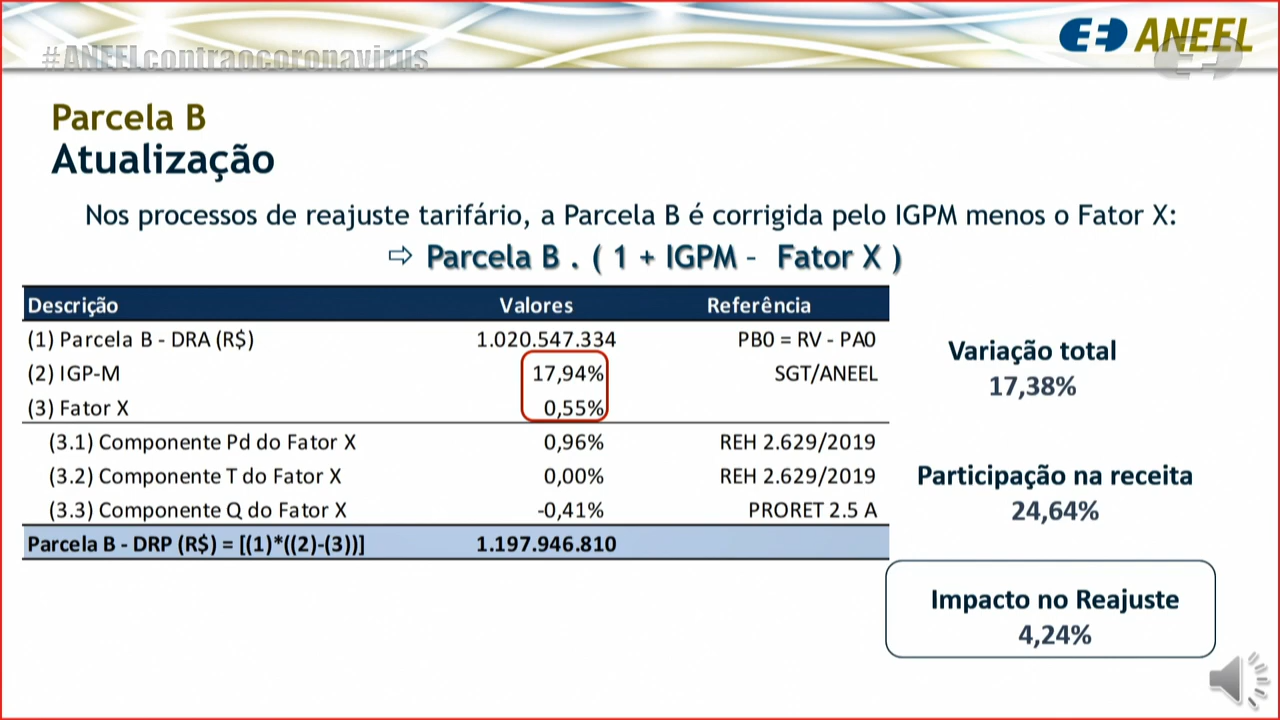 #ANEELcontraocoronavirus
ANEEL
Parcela B
Atualização
Nos processos de reajuste tarifário, a Parcela B é corrigida pelo IGPM menos o Fator X:
⇨ Parcela B . ( 1 + IGPM - Fator X )
Descrição Valores Referência
(1) Parcela B - DRA (R$) 1.020.547.334 PB0 = RV - PA0
(2) IGP-M 17,94% SGT/ANEEL
(3) Fator X 0,55%
(3.1) Componente Pd do Fator X 0,96% REH 2.629/2019
(3.2) Componente T do Fator X 0,00% REH 2.629/2019
(3.3) Componente Q do Fator X -0,41% PRORET 2.5 A
Parcela B - DRP (R$) = [(1)*((2)-(3))] 1.197.946.810
Variação total
17,38%
Participação na receita
24,64%
Impacto no Reajuste
4,24%